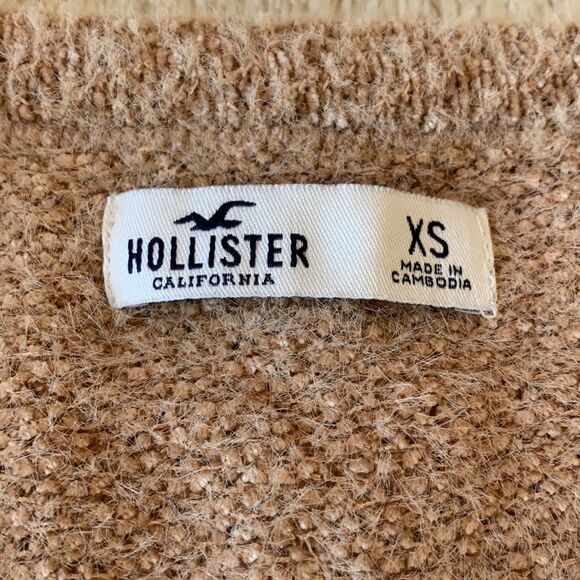 HOLLISTER
CALIFORNIA
XS
MADE IN
CAMBODIA